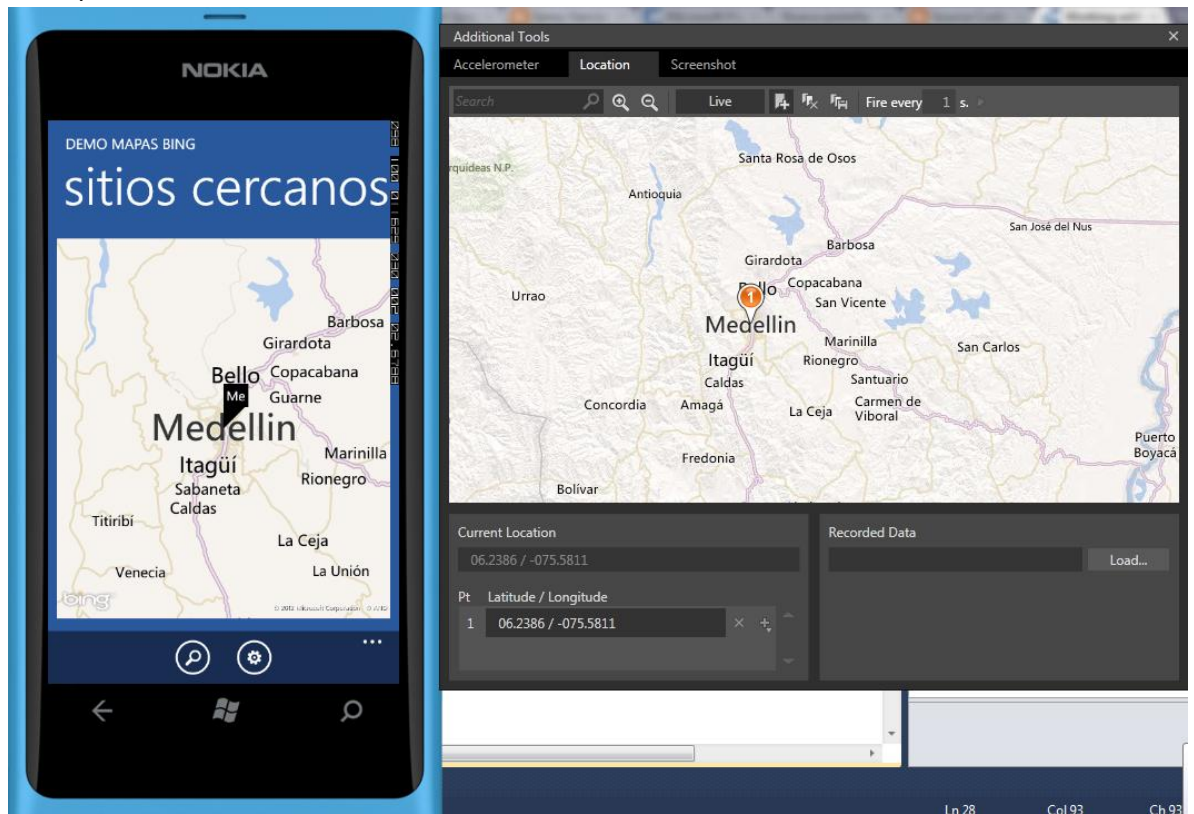 NOKIA
DEMO MAPAS BING
sitios cercanos
Barbosa
Girardota
Bello Copacabana
Me Guarne
Medellin
Marinilla
Itagüí
Rionegro
Sabaneta
Caldas
Titiribí
La Ceja
Venecia
La Unión
bing
Additional Tools
Accelerometer Location Screenshot
Search Live Fire every 1 s.
Santa Rosa de Osos
rquideas N.P.
Antioquia
San José del Nus
Barbosa
Girardota
Copacabana
Urrao
1
San Vicente
Medellin
Marinilla
San Carlos
Itagüí
Rionegro
Caldas
Santuario
Concordia Amagá
La Ceja
Carmen de
Viboral
Puerto
Boyacá
Fredonia
Bolívar
Current Location
06.2386 / -075.5811
Pt Latitude / Longitude
1 06.2386 / -075.5811
Recorded Data
Load...
Ln 28 Col 93 Ch 93